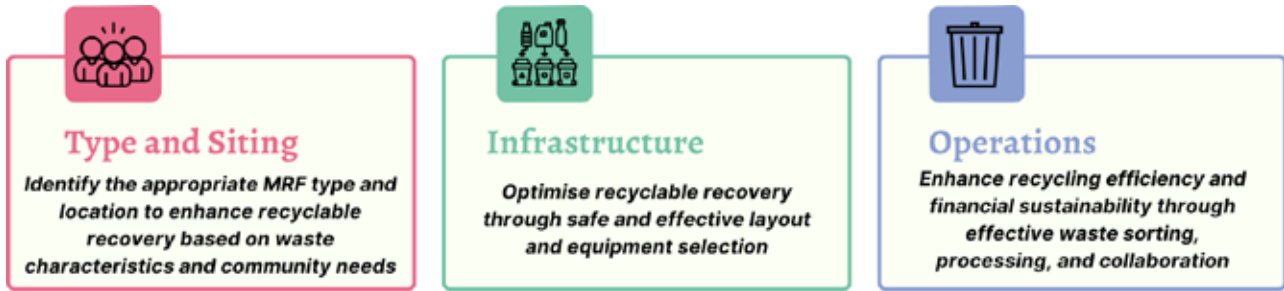 Type and Siting
Identify the appropriate MRF type and
location to enhance recyclable
recovery based on waste
characteristics and community needs
Infrastructure
Optimise recyclable recovery
through safe and effective layout
and equipment selection
Operations
Enhance recycling efficiency and
financial sustainability through
effective waste sorting,
processing, and collaboration